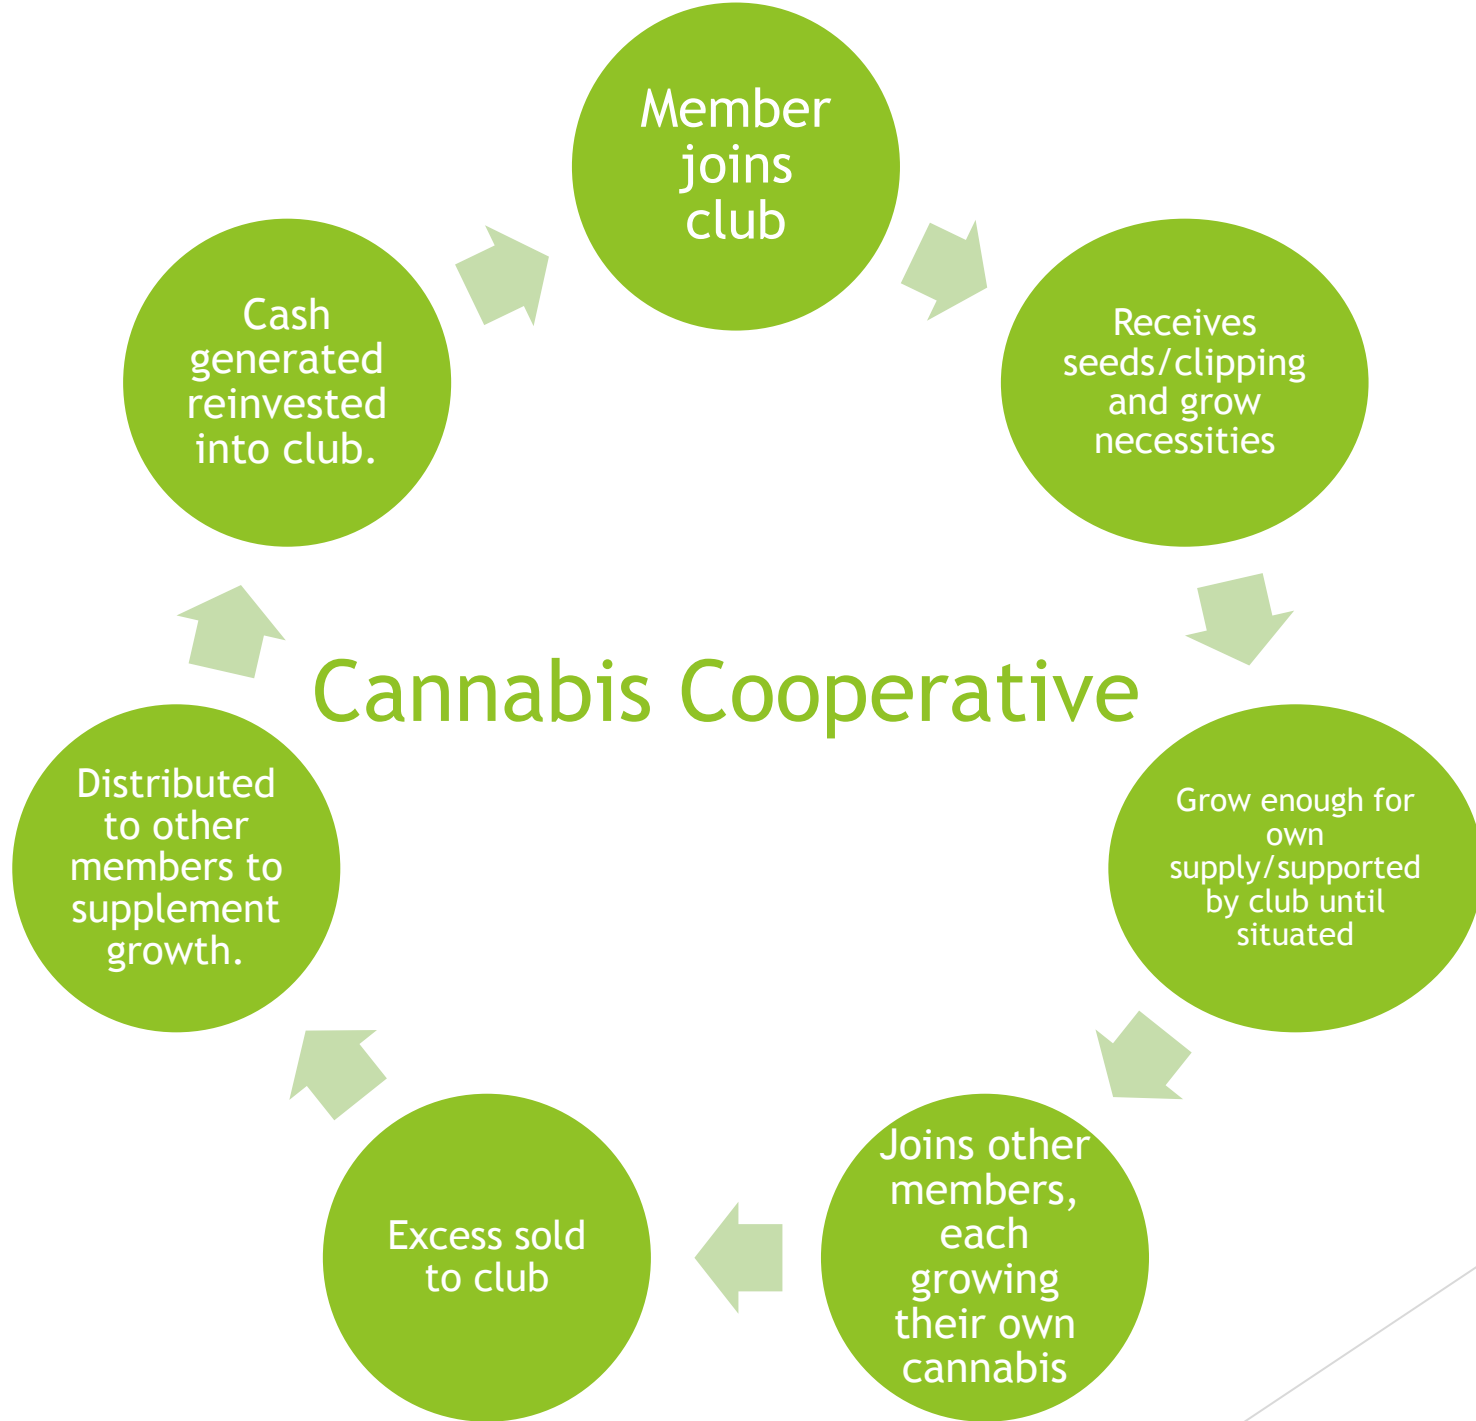 Member
joins
club
Receives
seeds/clipping
and grow
necessities
Grow enough for
own
supply/supported
by club until
situated
Joins other
members,
each
growing
their own
cannabis
Excess sold
to club
Distributed
to other
members to
supplement
growth.
Cash
generated
reinvested
into club.
Cannabis Cooperative